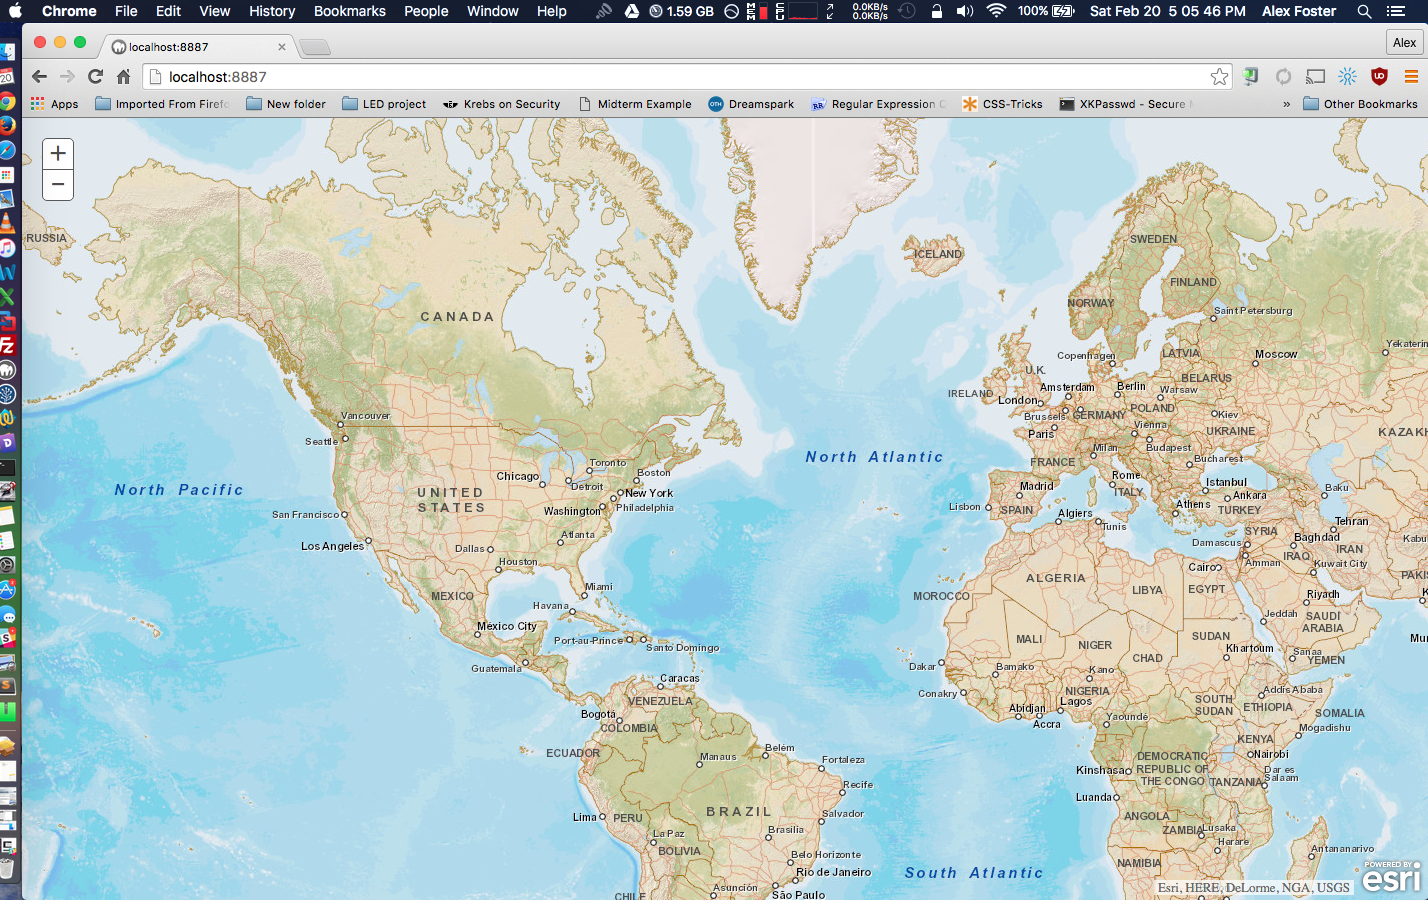 Chrome File Edit View History Bookmarks People Window Help 1.59 GB 0.0KB/s 0.0KB/s 100% Sat Feb 20 5 05 46 PM Alex Foster
localhost:8887 Alex
localhost:8887
Apps Imported From Firef New folder LED project Krebs on Security Midterm Example Dreamspark Regular Expression CSS-Tricks XKPasswd - Secure » Other Bookmarks
+
−
RUSSIA
SWEDEN
ICELAND
FINLAND
NORWAY
CANADA
Saint Petersburg
Yekaterin
Copenhagen
LATVIA
Moscow
U.K.
BELARUS
IRELAND
Amsterdam
Berlin
Warsaw
London
Brussels
GERMANY
POLAND
Kiev
Vancouver
Vienna
UKRAINE
KAZAKH
Paris
Seattle
Milan
Budapest
North Atlantic
FRANCE
Bucharest
Toronto
Boston
Chicago
Rome
Istanbul
Detroit
Madrid
ITALY
Ankara
Baku
North Pacific
UNITED
STATES
New York
Washington
Philadelphia
Lisbon
SPAIN
Athens
TURKEY
San Francisco
Algiers
Tunis
Tehran
SYRIA
Atlanta
Baghdad
Kabu
Los Angeles
Damascus
Dallas
IRAQ
IRAN
Houston
Amman
Kuwait City
Cairo
PAKIS
ALGERIA
Miami
LIBYA
EGYPT
MEXICO
MOROCCO
Riyadh
Havana
Jeddah
SAUDI
ARABIA
Mexico City
Port-au-Prince
MALI
SUDAN
Mun
Santo Domingo
NIGER
Khartoum
Sanaa
CHAD
YEMEN
Guatemala
Dakar
Bamako
Kano
Caracas
NIGERIA
Addis Ababa
Conakry
VENEZUELA
Lagos
SOUTH
SUDAN
ETHIOPIA
Bogotá
Abidjan
SOMALIA
Accra
Yaoundé
COLOMBIA
Mogadishu
KENYA
ECUADOR
Belém
Manaus
Nairobi
Fortaleza
DEMOCRATIC
REPUBLIC OF
THE CONGO
Kinshasa
Dar es
Salaam
TANZANIA
Recife
Luanda
BRAZIL
Lima
PERU
Salvador
ANGOLA
La Paz
Brasilia
ZAMBIA
Lusaka
Harare
BOLIVIA
Belo Horizonte
Antananarivo
NAMIBIA
Rio de Janeiro
South Atlantic
Asunción
São Paulo
CHILE
Esri, HERE, DeLorme, NGA, USGS
POWERED BY
esri